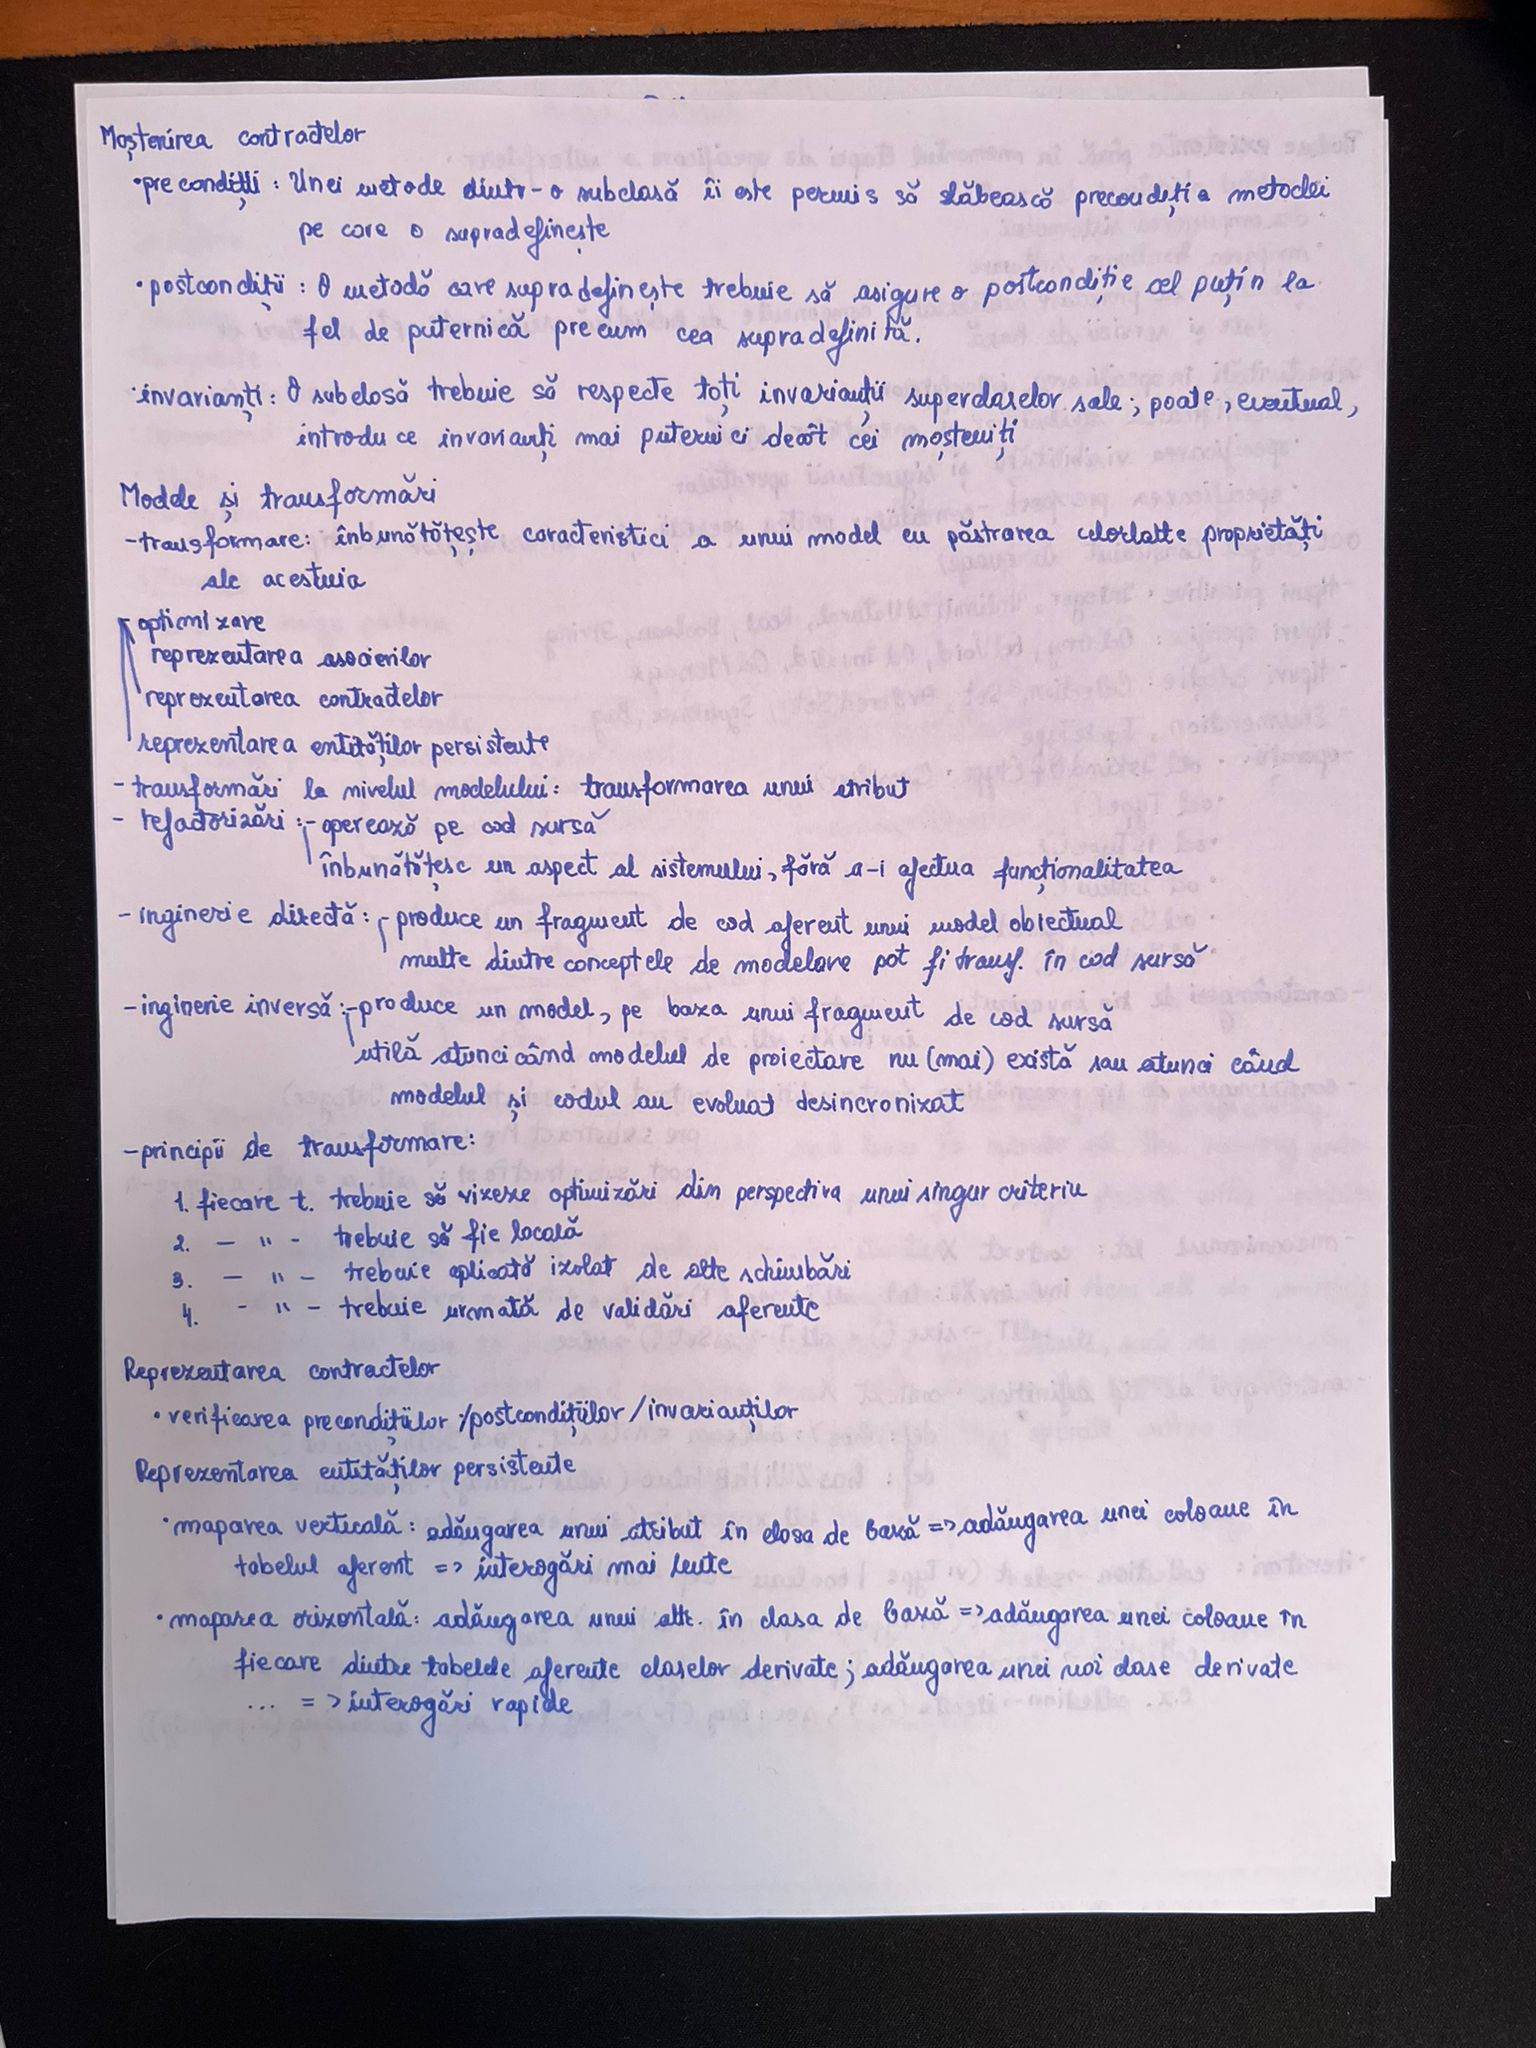 Moștenirea contractelor
• precondiții : Unei metode dintr-o subclasă îi este permis să slăbească precondiția metodei
pe care o supradefinește
• postcondiții : O metodă care supradefinește trebuie să asigure o postcondiție cel puțin la
fel de puternică precum cea supradefinită.
• invarianți : O subclasă trebuie să respecte toți invarianții superclaselor sale ; poate, eventual,
introduce invarianți mai puternici decât cei moșteniți
Modele și transformări
- transformare: înbunătățește caracteristici a unui model cu păstrarea celorlalte proprietăți
ale acestuia
optimizare
reprezentarea asocierilor
reprezentarea contractelor
reprezentarea entităților persistente
- transformări la nivelul modelului: transformarea unui atribut
- refactorizări :- operează pe cod sursă
înbunătățesc un aspect al sistemului, fără a-i afectua funcționalitatea
- inginerie directă: - produce un fragment de cod aferent unui model obiectual
multe dintre conceptele de modelare pot fi transf. în cod sursă
- inginerie inversă :- produce un model, pe baza unui fragment de cod sursă
utilă atunci când modelul de proiectare nu (mai) există sau atunci când
modelul și codul au evoluat desincronizat
- principii de transformare:
1. fiecare t. trebuie să vizeze optimizări din perspectiva unui singur criteriu
2. — " - trebuie să fie locală
3. — " — trebuie aplicată izolat de alte schimbări
4. - " - trebuie urmată de validări aferente
Reprezentarea contractelor
• verificarea precondițiilor /postcondițiilor /invarianților
Reprezentarea entităților persistente
• maparea verticală : adăugarea unui atribut în clasa de bază => adăugarea unei coloane în
tabelul aferent => interogări mai lente
• maparea orizontală: adăugarea unui atr. în clasa de bază => adăugarea unei coloane în
fiecare dintre tabelele aferente claselor derivate ; adăugarea unei noi clase derivate
... => interogări rapide